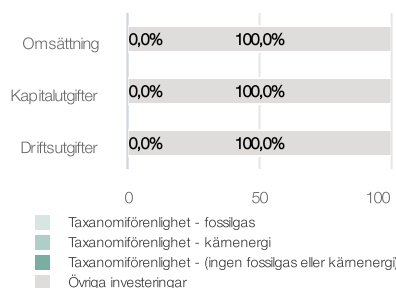 Omsättning 0,0% 100,0%
Kapitalutgifter 0,0% 100,0%
Driftsutgifter 0,0% 100,0%
0 50 100
Taxanomiförenlighet - fossilgas
Taxanomiförenlighet - kärnenergi
Taxanomiförenlighet - (ingen fossilgas eller kärnenergi)
Övriga investeringar